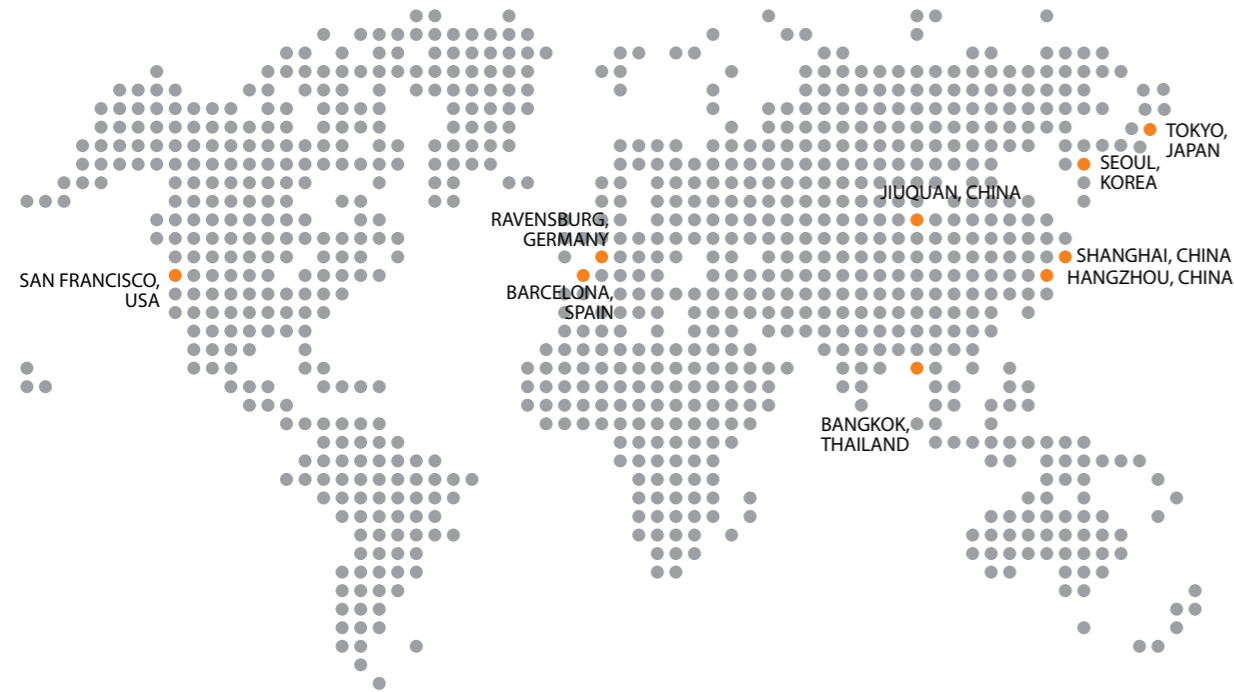 TOKYO,
JAPAN
SEOUL,
KOREA
JIUQUAN, CHINA
RAVENSBURG,
GERMANY
SHANGHAI, CHINA
HANGZHOU, CHINA
SAN FRANCISCO,
USA
BARCELONA,
SPAIN
BANGKOK,
THAILAND